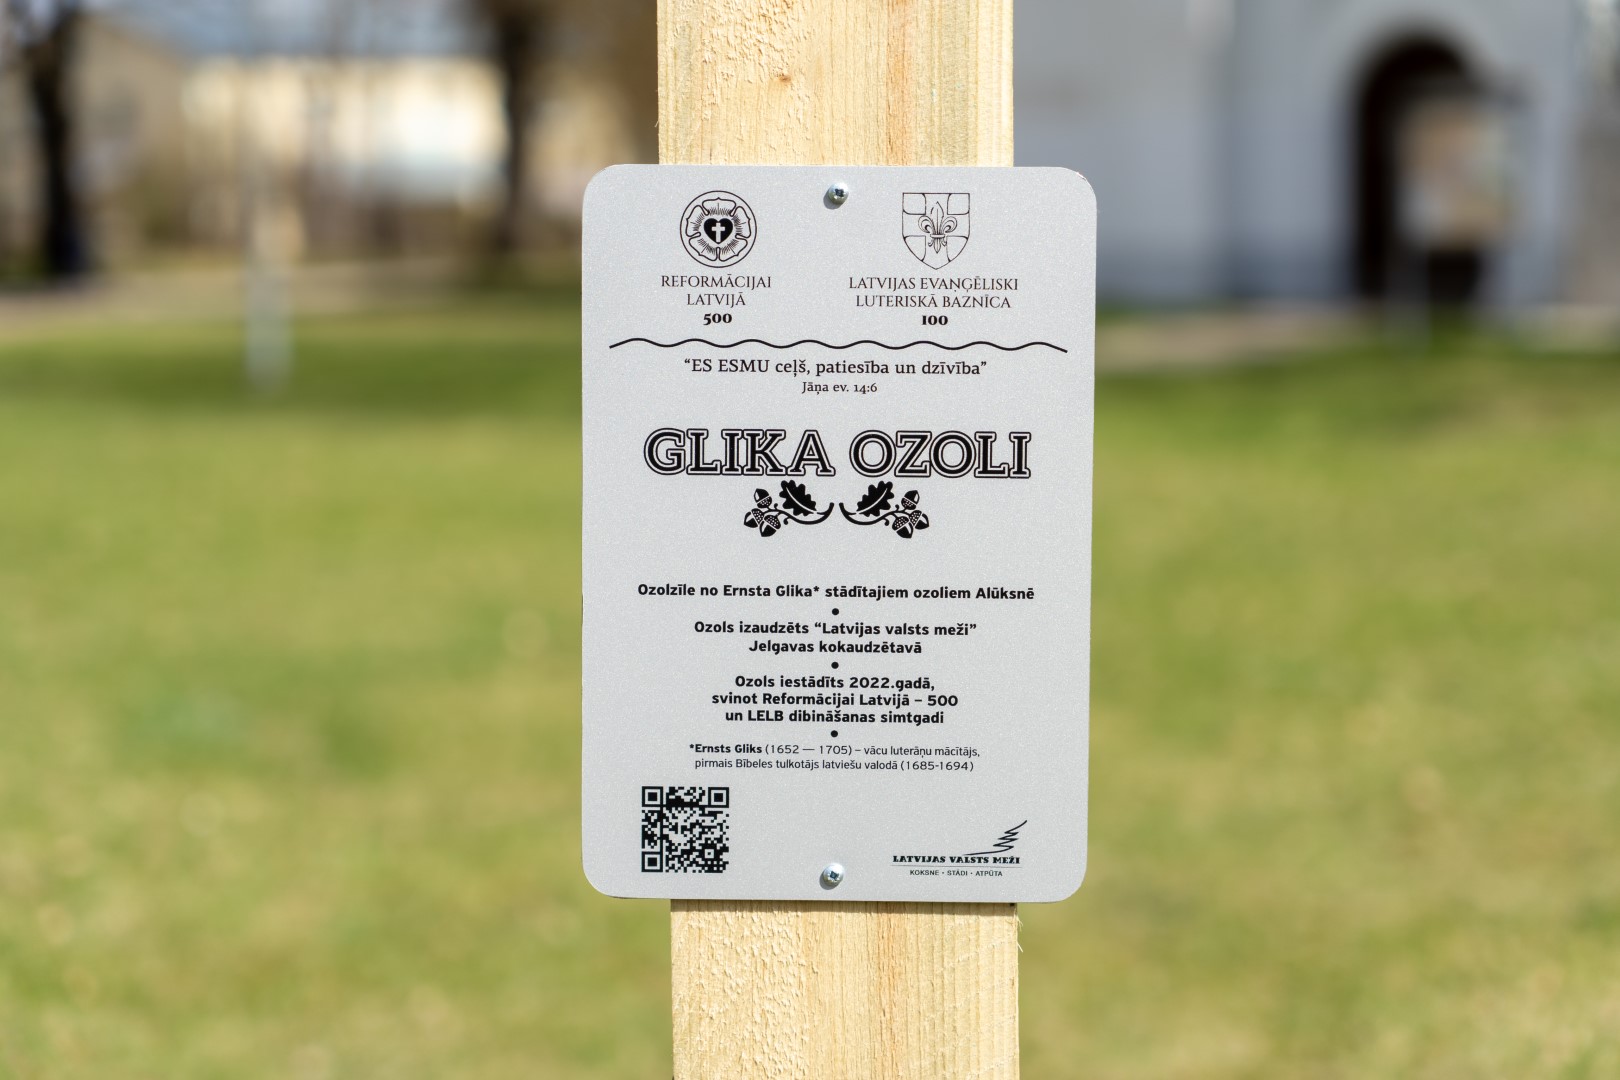 REFORMĀCIJAI
LATVIJĀ
500
LATVIJAS EVAŅĢĒLISKI
LUTERISKĀ BAZNĪCA
100
“ES ESMU ceļš, patiesība un dzīvība”
Jāņa ev. 14:6
GLIKA OZOLI
Ozolzīle no Ernsta Glika* stādītajiem ozoliem Alūksnē
•
Ozols izaudzēts “Latvijas valsts meži”
Jelgavas kokaudzētavā
•
Ozols iestādīts 2022.gadā,
svinot Reformācijai Latvijā – 500
un LELB dibināšanas simtgadi
•
*Ernsts Gliks (1652 — 1705) – vācu luterāņu mācītājs,
pirmais Bībeles tulkotājs latviešu valodā (1685-1694)
LATVIJAS VALSTS MEŽI
KOKSNE • STĀDI • ATPŪTA